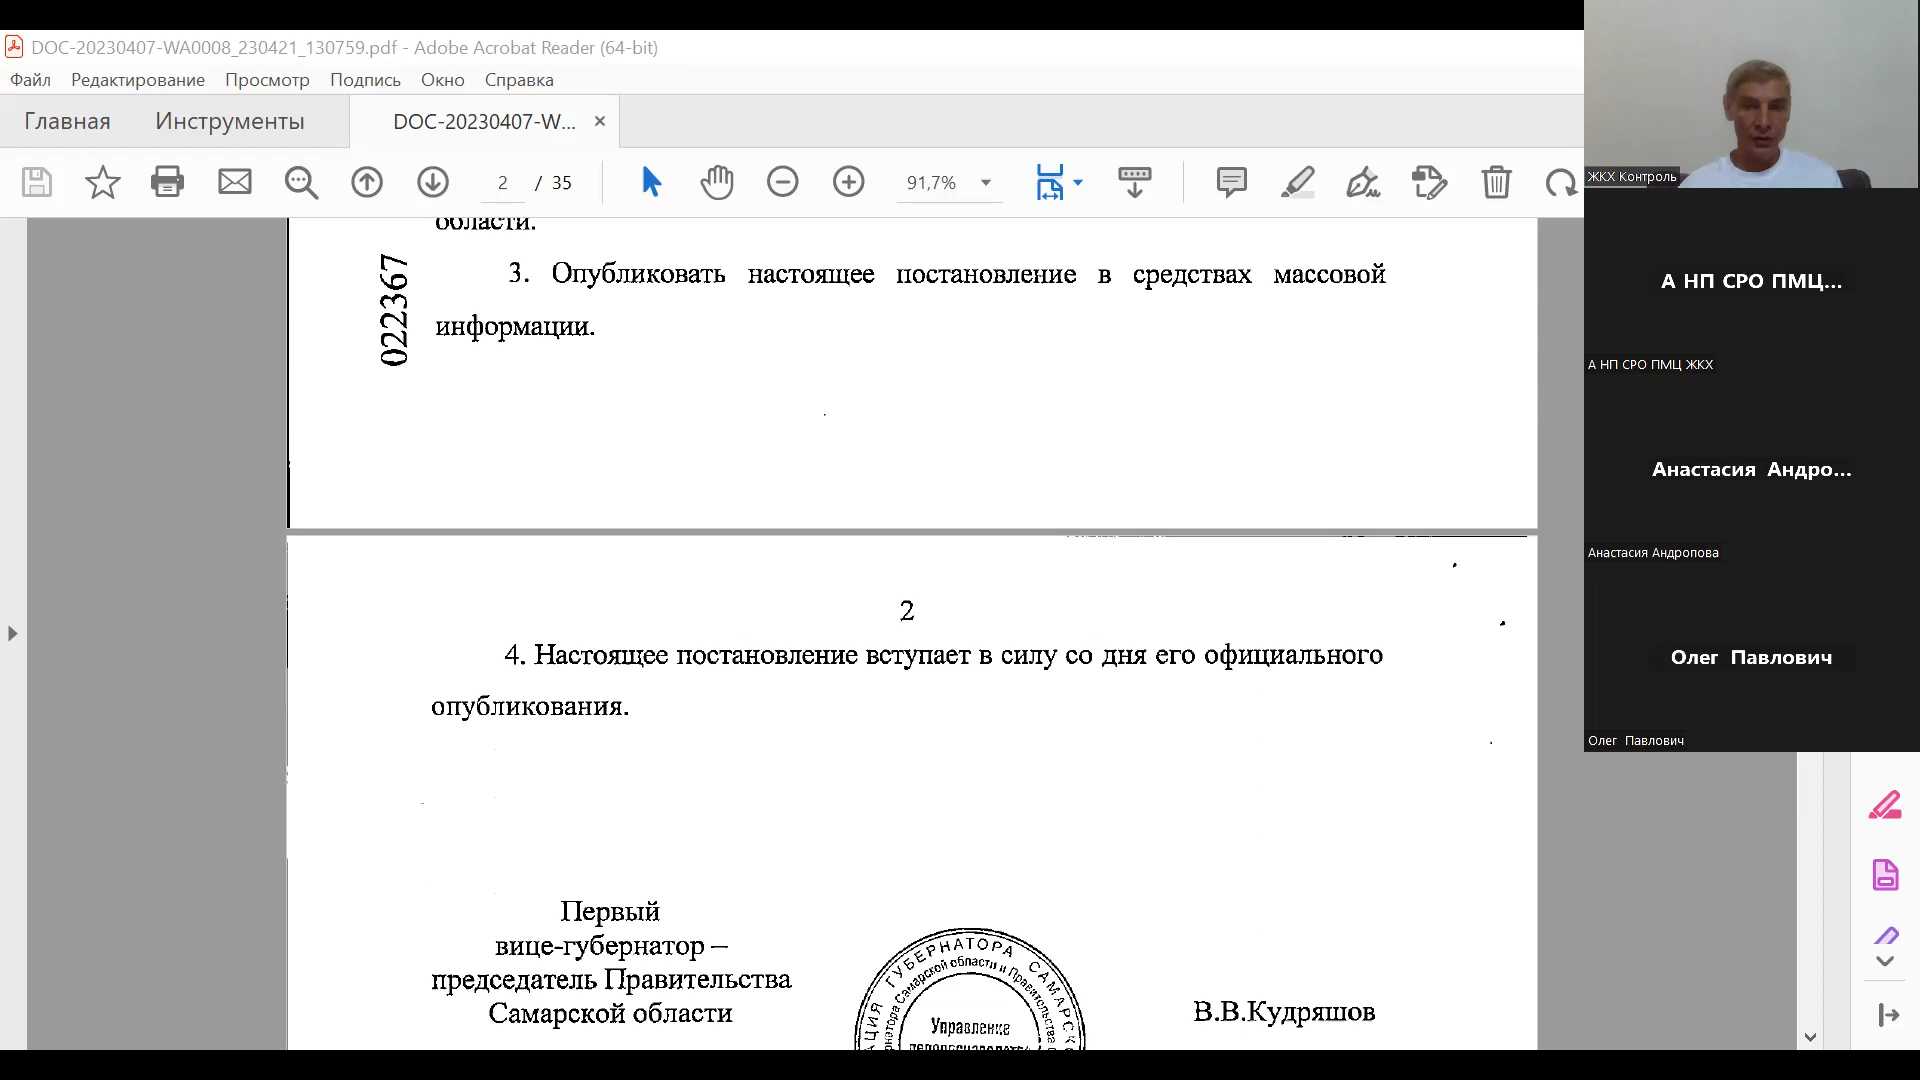 DOC-20230407-WA0008_230421_130759.pdf - Adobe Acrobat Reader (64-bit)
Файл Редактирование Просмотр Подпись Окно Справка
Главная Инструменты DOC-20230407-W... ×
2 / 35 91,7%
области.
3. Опубликовать настоящее постановление в средствах массовой
информации.
022367
2
4. Настоящее постановление вступает в силу со дня его официального
опубликования.
Первый
вице-губернатор –
председатель Правительства
Самарской области
В.В.Кудряшов
ГУБЕРНАТОРА САМАРСК
Самарской области и Правительства
Управление
ЖКХ Контроль
А НП СРО ПМЦ...
А НП СРО ПМЦ ЖКХ
Анастасия Андро...
Анастасия Андропова
Олег Павлович
Олег Павлович